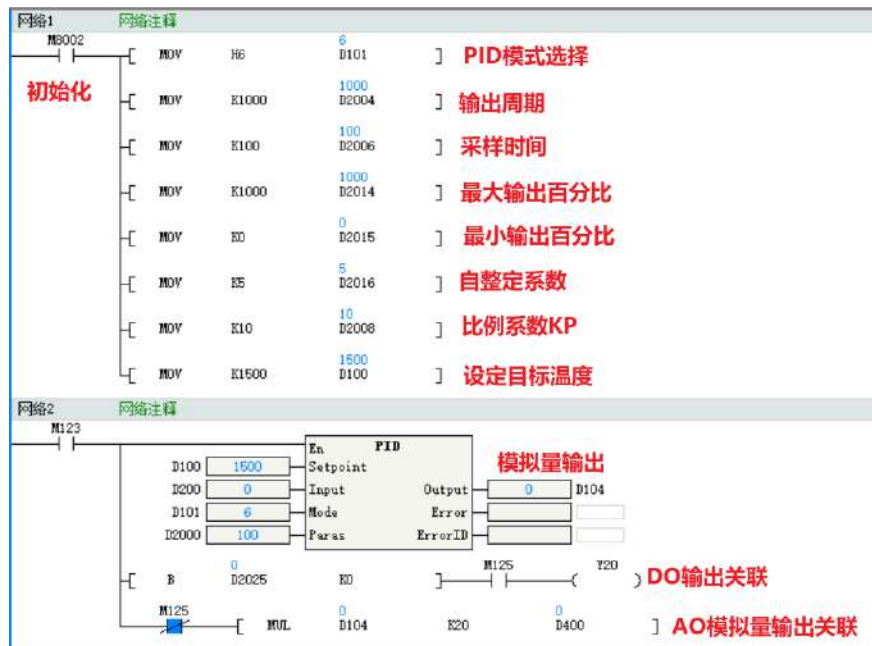 网络1 网络注释
M8002
初始化
[ MOV H6 6 D101 ] PID模式选择
[ MOV K1000 1000 D2004 ] 输出周期
[ MOV K100 100 D2006 ] 采样时间
[ MOV K1000 1000 D2014 ] 最大输出百分比
[ MOV K0 0 D2015 ] 最小输出百分比
[ MOV K5 5 D2016 ] 自整定系数
[ MOV K10 10 D2008 ] 比例系数KP
[ MOV K1500 1500 D100 ] 设定目标温度
网络2 网络注释
M123
En PID
模拟量输出
D100 1500 Setpoint
D200 0 Input Output 0 D104
D101 6 Mode Error
D2000 100 Paras ErrorID
[ B 0 D2025 K0 ] M125 Y20 ( ) DO输出关联
M125
[ MUL 0 D104 K20 0 D400 ] AO模拟量输出关联